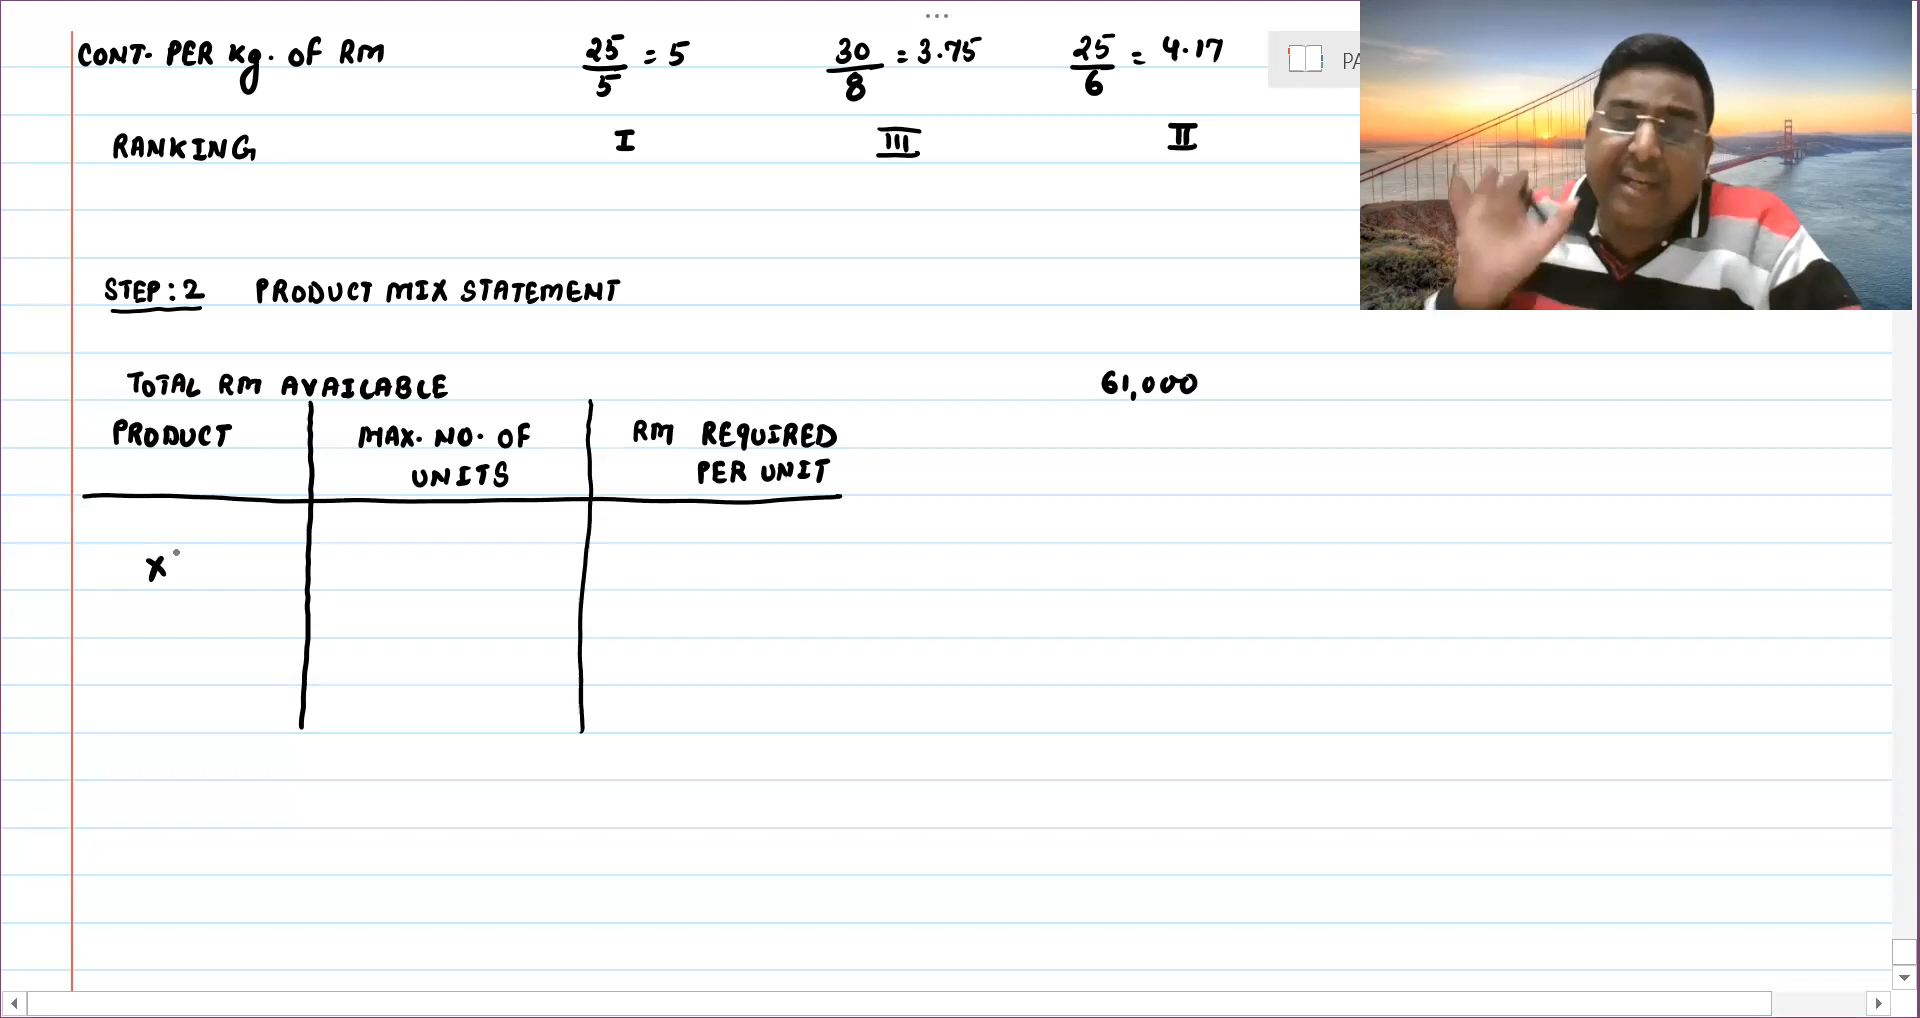 CONT. PER Kg. OF RM 25/5 = 5 30/8 = 3.75 25/6 = 4.17
PA
RANKING I III II
STEP: 2 PRODUCT MIX STATEMENT
TOTAL RM AVAILABLE 61,000
PRODUCT MAX. NO. OF UNITS RM REQUIRED PER UNIT
X